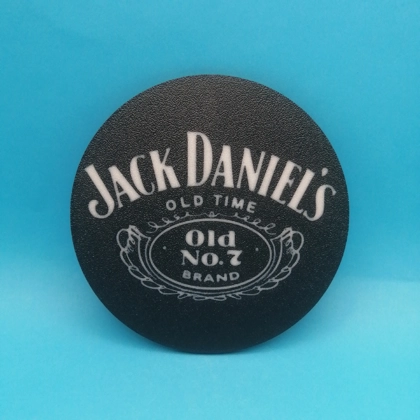 JACK DANIEL'S
OLD TIME
Old
No.7
BRAND